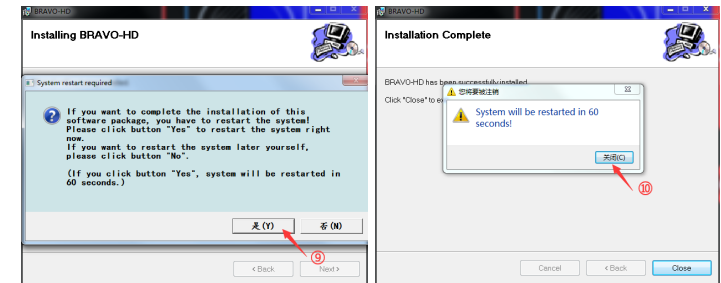 BRAVO-HD
Installing BRAVO-HD
System restart required
If you want to complete the installation of this
software package, you have to restart the system!
Please click button "Yes" to restart the system right
now.
If you want to restart the system later yourself,
please click button "No".
(If you click button "Yes", system will be restarted in
60 seconds.)
是(Y)
否(N)
⑨
< Back
Next >
BRAVO-HD
Installation Complete
BRAVO-HD has been successfully installed.
Click "Close" to ex
您将要被注销
System will be restarted in 60
seconds!
关闭(C)
⑩
Cancel
< Back
Close